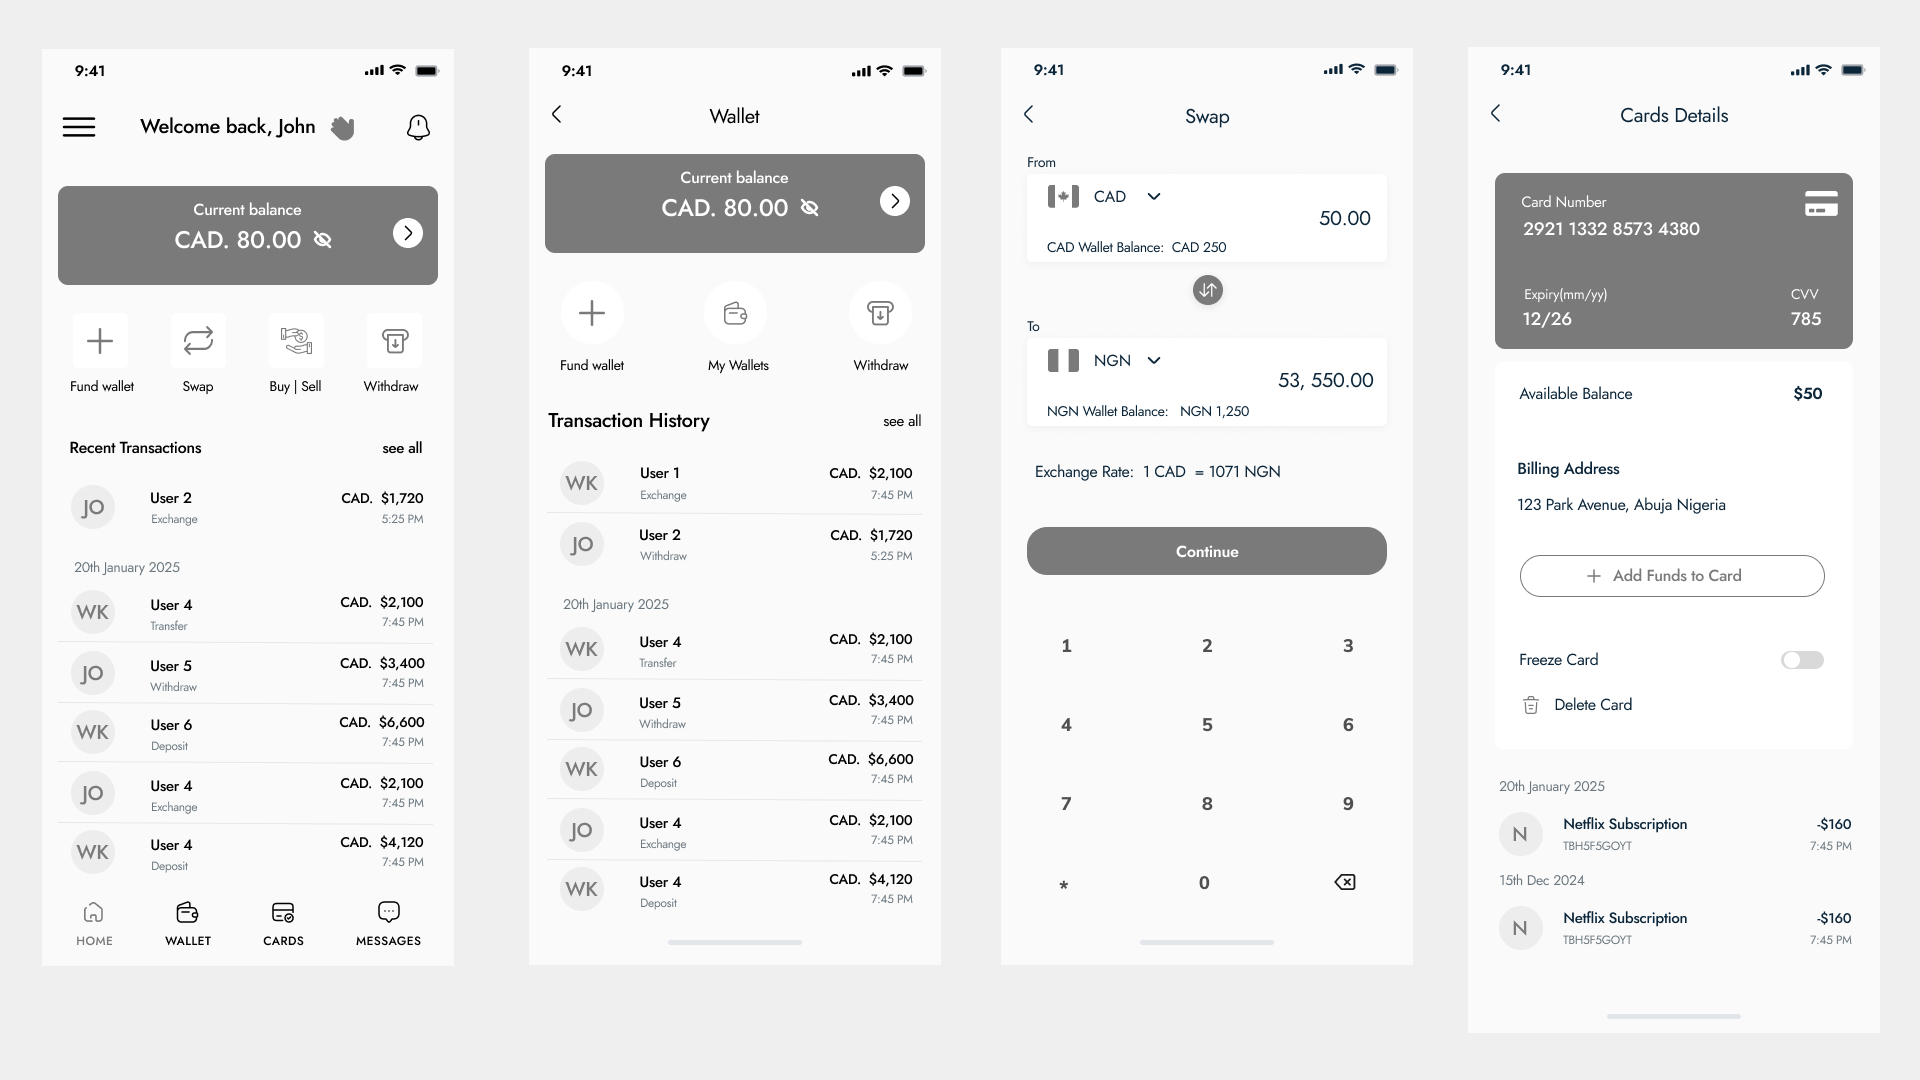 9:41
Welcome back, John
Current balance
CAD. 80.00
Fund wallet
Swap
Buy | Sell
Withdraw
Recent Transactions
see all
JO
User 2
CAD. $1,720
Exchange
5:25 PM
20th January 2025
WK
User 4
CAD. $2,100
Transfer
7:45 PM
JO
User 5
CAD. $3,400
Withdraw
7:45 PM
WK
User 6
CAD. $6,600
Deposit
7:45 PM
JO
User 4
CAD. $2,100
Exchange
7:45 PM
WK
User 4
CAD. $4,120
Deposit
7:45 PM
HOME
WALLET
CARDS
MESSAGES
9:41
Wallet
Current balance
CAD. 80.00
Fund wallet
My Wallets
Withdraw
Transaction History
see all
WK
User 1
CAD. $2,100
Exchange
7:45 PM
JO
User 2
CAD. $1,720
Withdraw
5:25 PM
20th January 2025
WK
User 4
CAD. $2,100
Transfer
7:45 PM
JO
User 5
CAD. $3,400
Withdraw
7:45 PM
WK
User 6
CAD. $6,600
Deposit
7:45 PM
JO
User 4
CAD. $2,100
Exchange
7:45 PM
WK
User 4
CAD. $4,120
Deposit
7:45 PM
9:41
Swap
From
CAD
50.00
CAD Wallet Balance: CAD 250
To
NGN
53, 550.00
NGN Wallet Balance: NGN 1,250
Exchange Rate: 1 CAD = 1071 NGN
Continue
1 2 3
4 5 6
7 8 9
* 0
9:41
Cards Details
Card Number
2921 1332 8573 4380
Expiry(mm/yy)
CVV
12/26
785
Available Balance
$50
Billing Address
123 Park Avenue, Abuja Nigeria
+ Add Funds to Card
Freeze Card
Delete Card
20th January 2025
N
Netflix Subscription
-$160
TBH5F5GOYT
7:45 PM
15th Dec 2024
N
Netflix Subscription
-$160
TBH5F5GOYT
7:45 PM